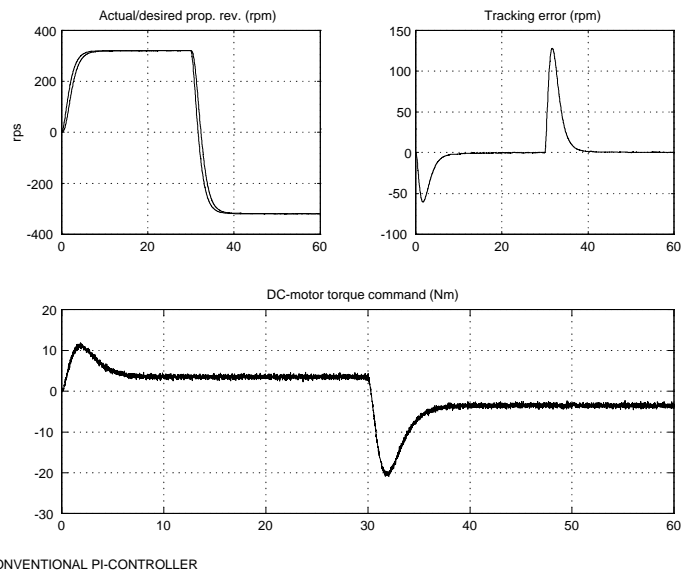 Actual/desired prop. rev. (rpm)
400
200
0
-200
-400
rps
0 20 40 60
Tracking error (rpm)
150
100
50
0
-50
-100
0 20 40 60
DC-motor torque command (Nm)
20
10
0
-10
-20
-30
0 10 20 30 40 50 60
ONVENTIONAL PI-CONTROLLER